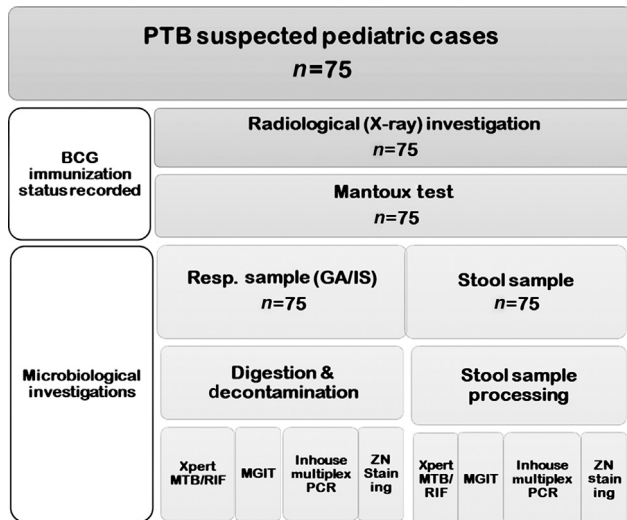 PTB suspected pediatric cases
n=75
BCG
immunization
status recorded
Radiological (X-ray) investigation
n=75
Mantoux test
n=75
Microbiological
investigations
Resp. sample (GA/IS)
n=75
Stool sample
n=75
Digestion &
decontamination
Stool sample
processing
Xpert
MTB/RIF
MGIT
Inhouse
multiplex
PCR
ZN
Stain
ing
Xpert
MTB/
RIF
MGIT
Inhouse
multiplex
PCR
ZN
stain
ing